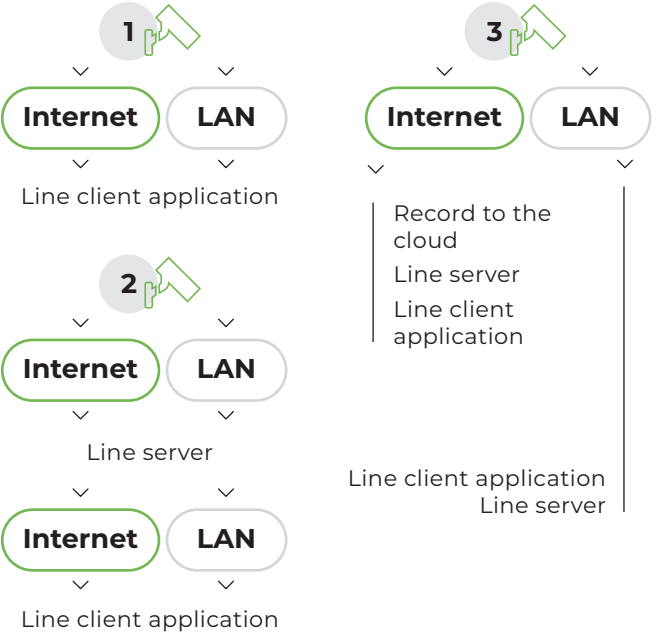 1
Internet LAN
Line client application
2
Internet LAN
Line server
Internet LAN
Line client application
3
Internet LAN
Record to the
cloud
Line server
Line client
application
Line client application
Line server